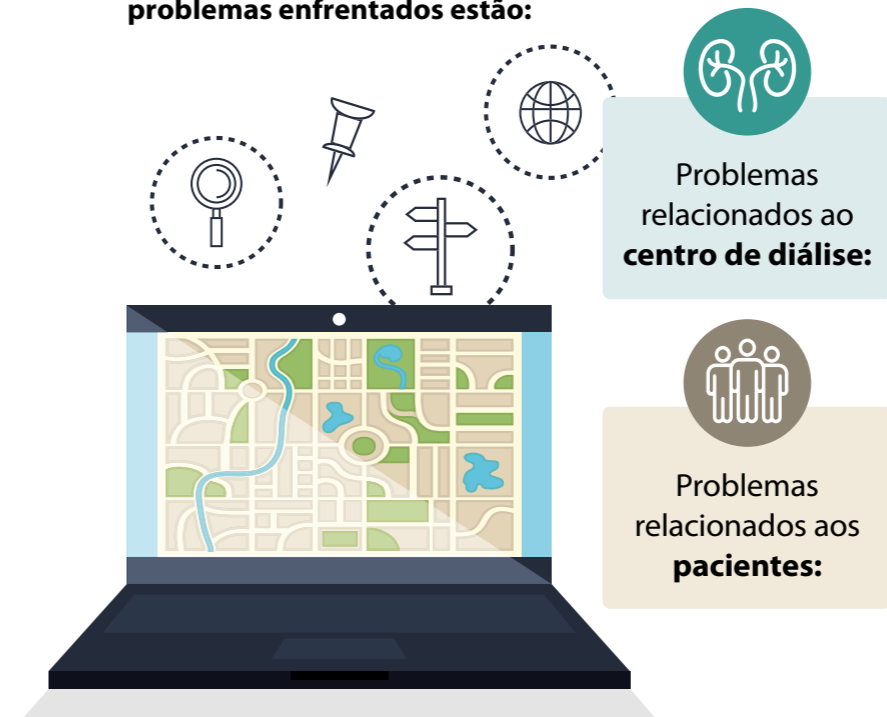 problemas enfrentados estão:
Problemas
relacionados ao
centro de diálise:
Problemas
relacionados aos
pacientes: